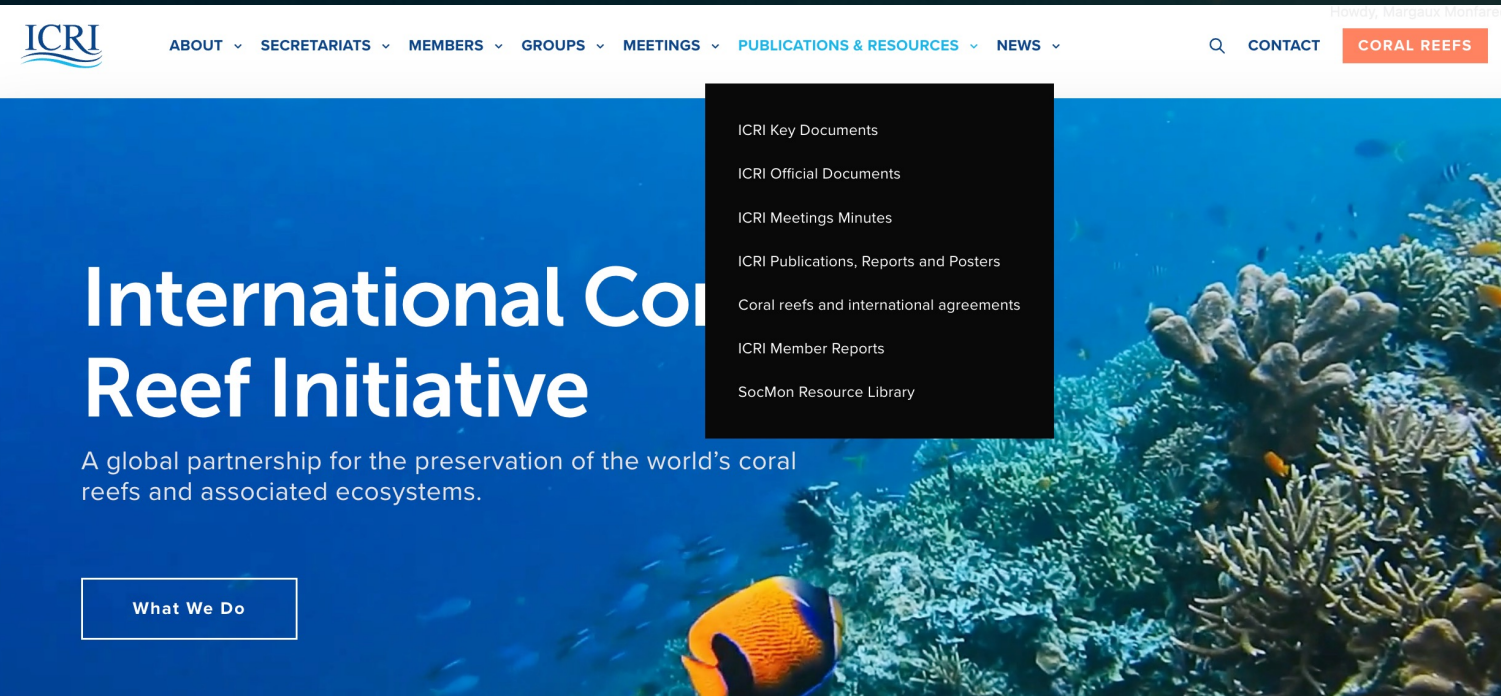 Howdy, Margaux Monfare
ICRI
ABOUT
SECRETARIATS
MEMBERS
GROUPS
MEETINGS
PUBLICATIONS & RESOURCES
NEWS
CONTACT
CORAL REEFS
ICRI Key Documents
ICRI Official Documents
ICRI Meetings Minutes
ICRI Publications, Reports and Posters
Coral reefs and international agreements
ICRI Member Reports
SocMon Resource Library
International Cor
Reef Initiative
A global partnership for the preservation of the world’s coral
reefs and associated ecosystems.
What We Do